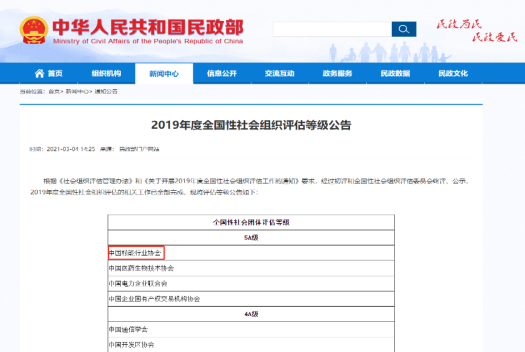 中华人民共和国民政部
Ministry of Civil Affairs of the People's Republic of China
民政为民
民政爱民
首页 组织机构 新闻中心 信息公开 交流互动 政务服务 民政数据 民政文化
当前位置：首页> 新闻中心> 通知公告
2019年度全国性社会组织评估等级公告
时间：2021-03-04 14:25 来源：民政部门户网站
根据《社会组织评估管理办法》和《关于开展2019年度全国性社会组织评估工作的通知》要求，经过初评和全国性社会组织评估委员会终评、公示，
2019年度全国性社会组织评估的相关工作已全部完成。现将评估等级公告如下：
全国性社会团体评估等级
5A级
中国核能行业协会
中国医药生物技术协会
中国电力企业联合会
中国企业国有产权交易机构协会
4A级
中国通信学会
中国开发区协会